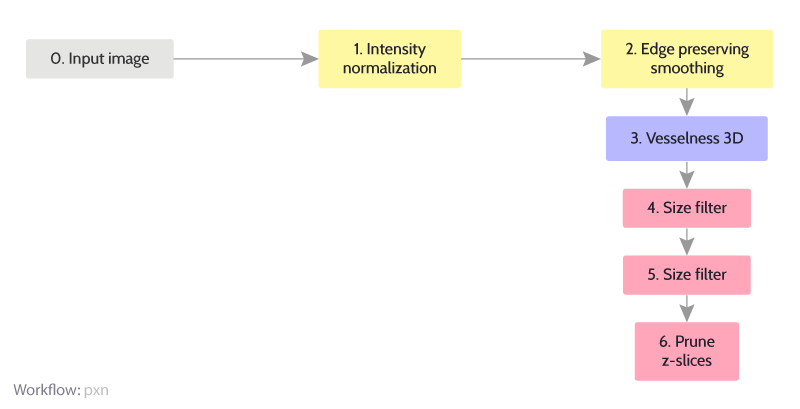 0. Input image
1. Intensity
normalization
2. Edge preserving
smoothing
3. Vesselness 3D
4. Size filter
5. Size filter
6. Prune
z-slices
Workflow: pxn